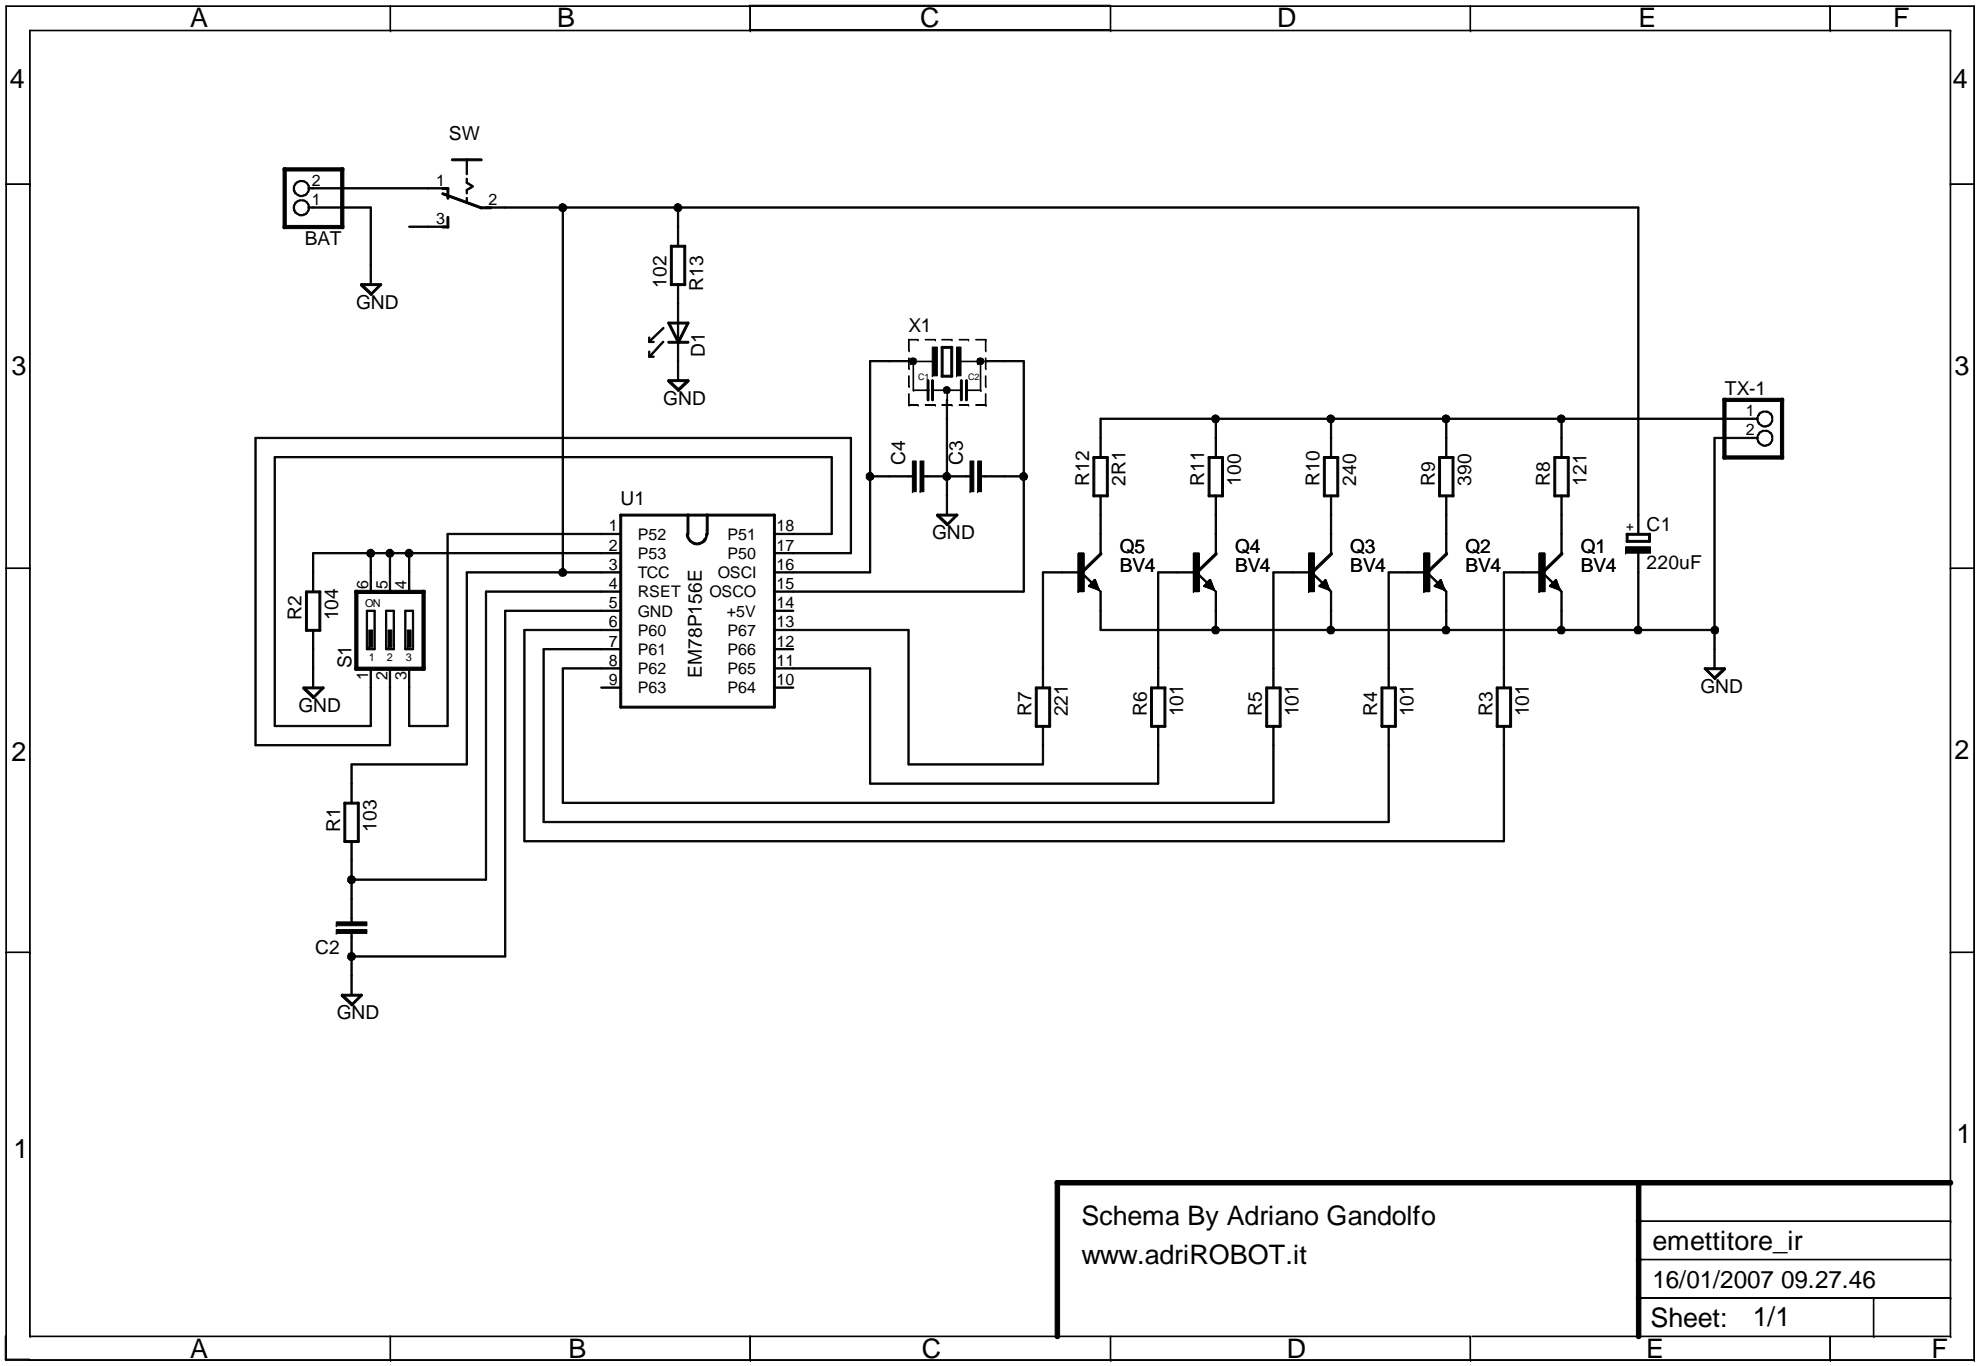 A B C D E F
4 4
SW
2
1
BAT
1
2
3
GND
102
R13
D1
GND
X1
C1 C2
3 3
TX-1
1
2
C4 C3
GND
R12 2R1
R11 100
R10 240
R9 390
R8 121
U1
EM78P156E
1 P52 P51 18
2 P53 P50 17
3 TCC OSCI 16
4 RSET OSCO 15
5 GND +5V 14
6 P60 P67 13
7 P61 P66 12
8 P62 P65 11
9 P63 P64 10
Q5
BV4
Q4
BV4
Q3
BV4
Q2
BV4
Q1
BV4
+ C1
220uF
R2 104
6 5 4
ON
1 2 3
S1
1 2 3
GND
GND
R7 221
R6 101
R5 101
R4 101
R3 101
2 2
R1 103
C2
GND
1 1
Schema By Adriano Gandolfo
www.adriROBOT.it
emettitore_ir
16/01/2007 09.27.46
Sheet: 1/1
A B C D E F